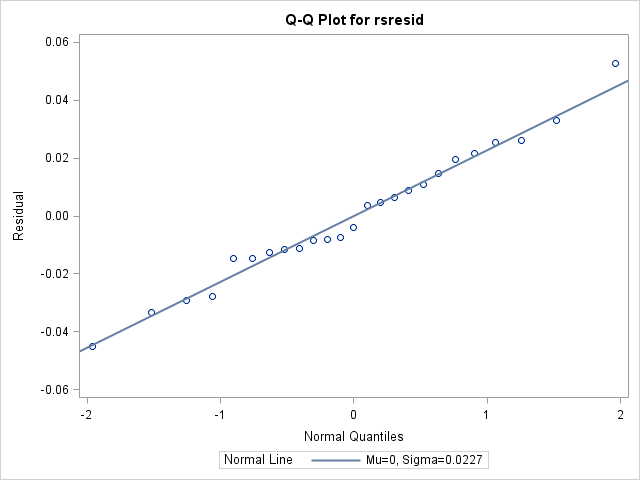 Q-Q Plot for rsresid
0.06
0.04
0.02
0.00
-0.02
-0.04
-0.06
Residual
-2
-1
0
1
2
Normal Quantiles
Normal Line
Mu=0, Sigma=0.0227